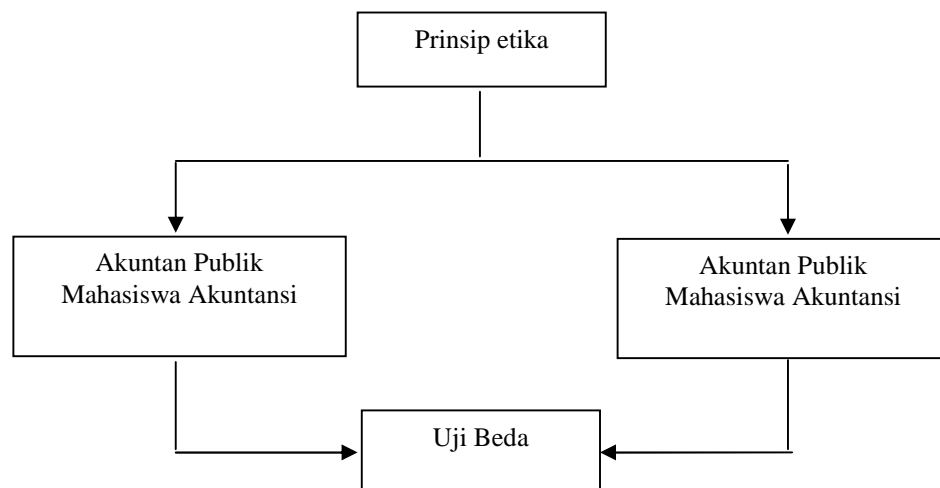 Prinsip etika
Akuntan Publik
Mahasiswa Akuntansi
Akuntan Publik
Mahasiswa Akuntansi
Uji Beda